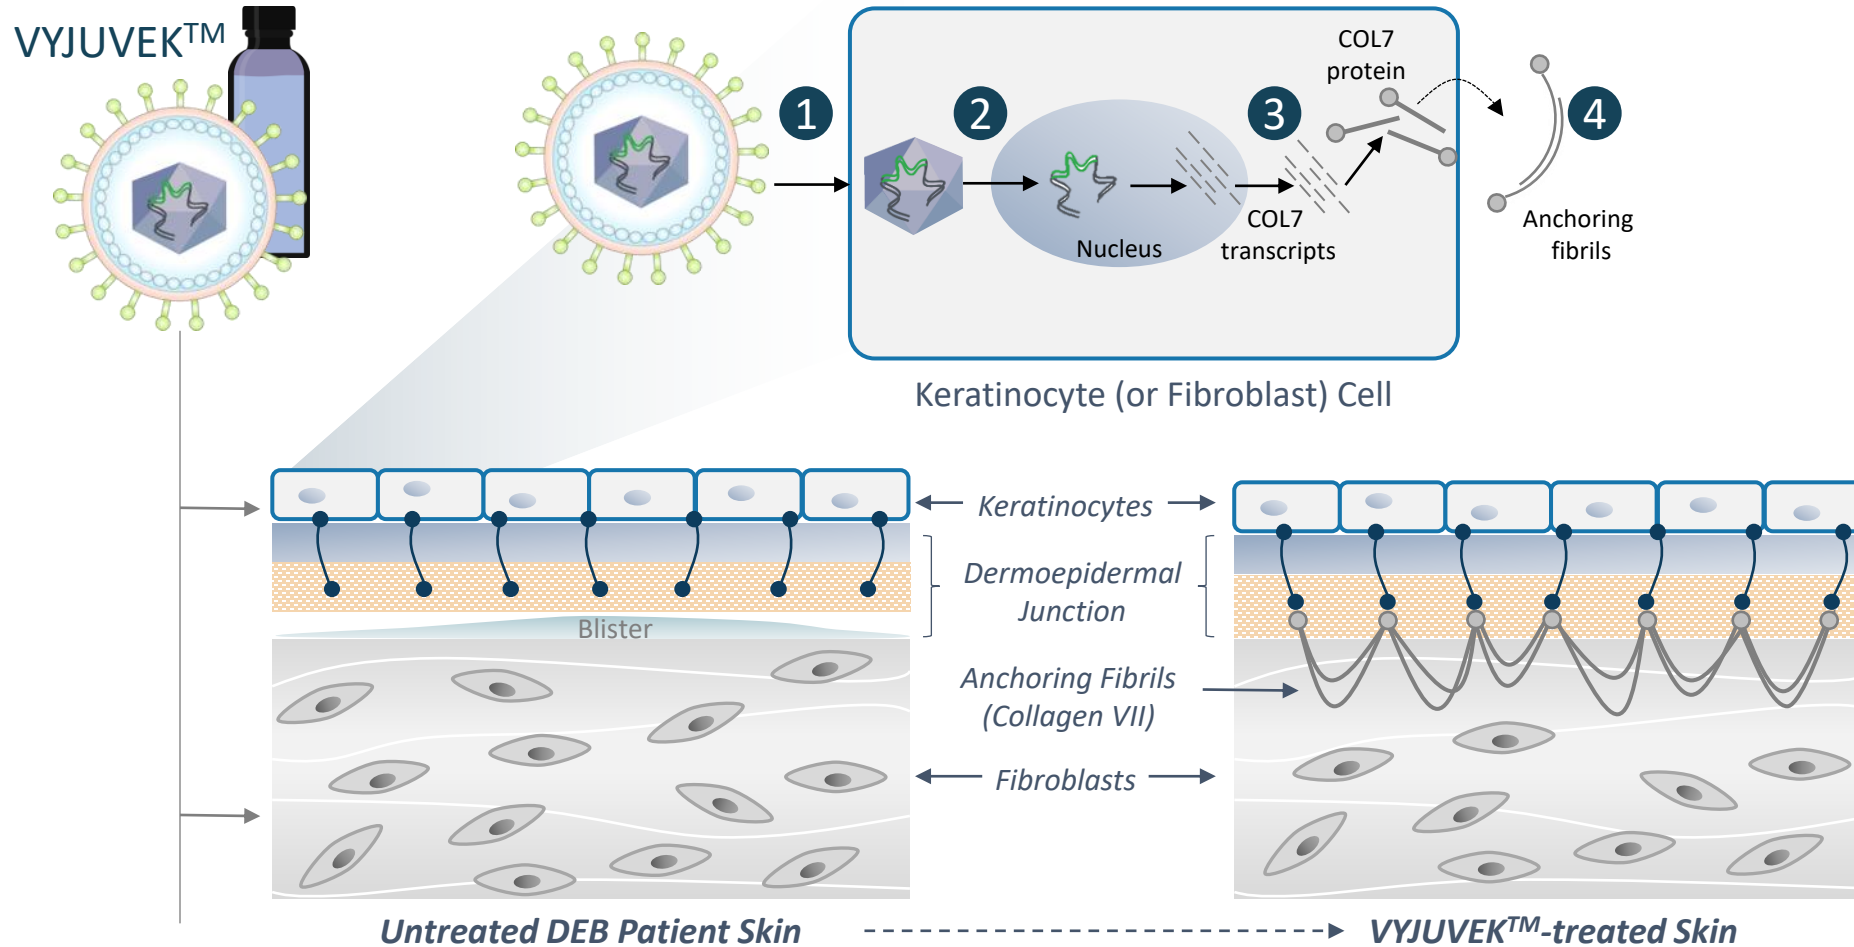 VYJUVEK™
1
2
3
4
COL7
protein
Nucleus
COL7
transcripts
Anchoring
fibrils
Keratinocyte (or Fibroblast) Cell
Keratinocytes
Dermoepidermal
Junction
Blister
Anchoring Fibrils
(Collagen VII)
Fibroblasts
Untreated DEB Patient Skin
VYJUVEK™-treated Skin